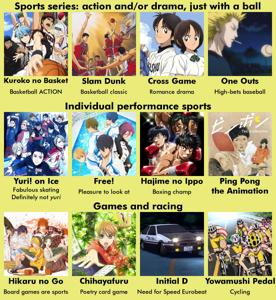 Sports series: action and/or drama, just with a ball
Kuroko no Basket
Slam Dunk
Cross Game
One Outs
Basketball ACTION
Basketball classic
Romance drama
High-bets baseball
Individual performance sports
Yuri! on Ice
Free!
Hajime no Ippo
Ping Pong
the Animation
Fabulous skating
Definitely not yuri!
Pleasure to look at
Boxing champ
Games and racing
Hikaru no Go
Chihayafuru
Initial D
Yowamushi Pedal
Board games are sports
Poetry card game
Need for Speed Eurobeat
Cycling